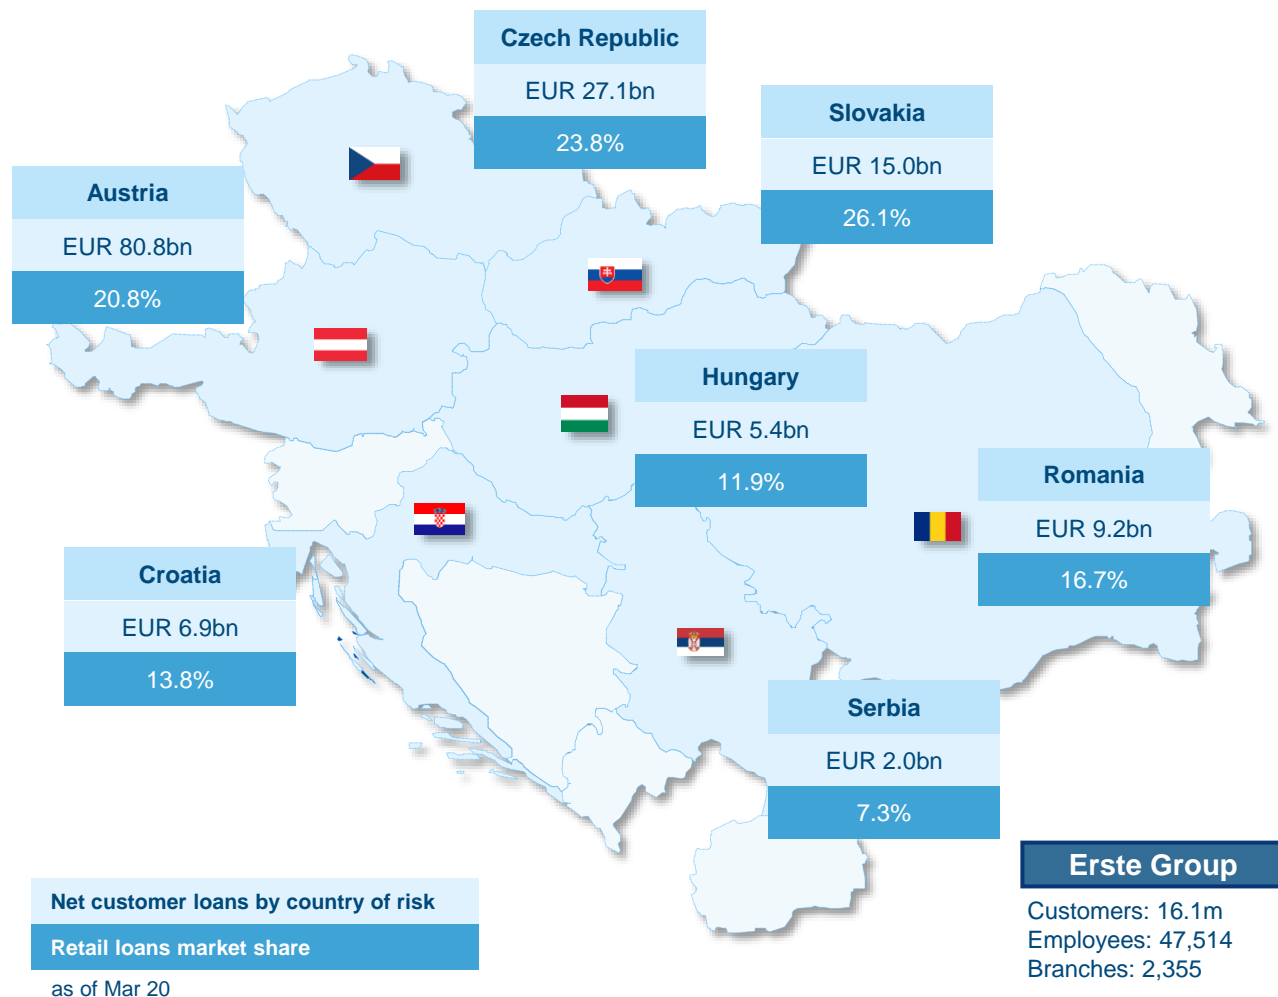 Czech Republic
EUR 27.1bn
23.8%
Slovakia
EUR 15.0bn
26.1%
Austria
EUR 80.8bn
20.8%
Hungary
EUR 5.4bn
11.9%
Romania
EUR 9.2bn
16.7%
Croatia
EUR 6.9bn
13.8%
Serbia
EUR 2.0bn
7.3%
Net customer loans by country of risk
Retail loans market share
as of Mar 20
Erste Group
Customers: 16.1m
Employees: 47,514
Branches: 2,355